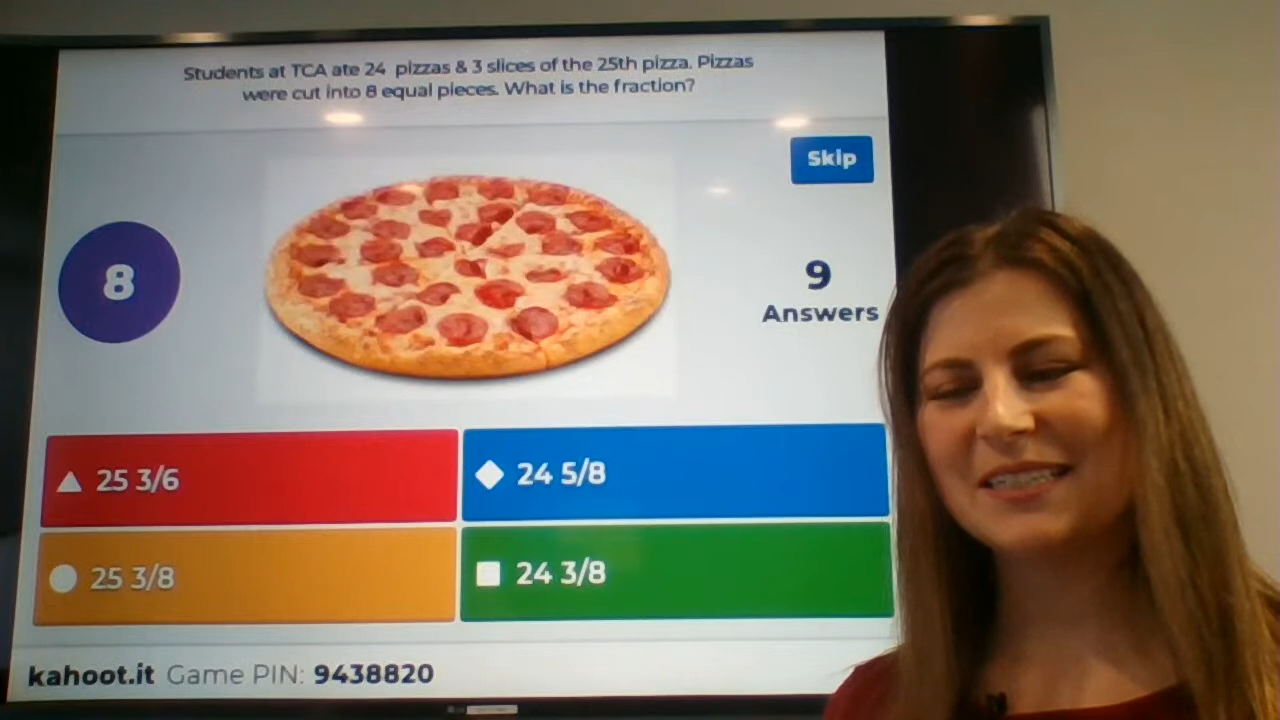 Students at TCA ate 24 pizzas & 3 slices of the 25th pizza. Pizzas
were cut into 8 equal pieces. What is the fraction?
Skip
8
9
Answers
25 3/6
24 5/8
25 3/8
24 3/8
kahoot.it Game PIN: 9438820